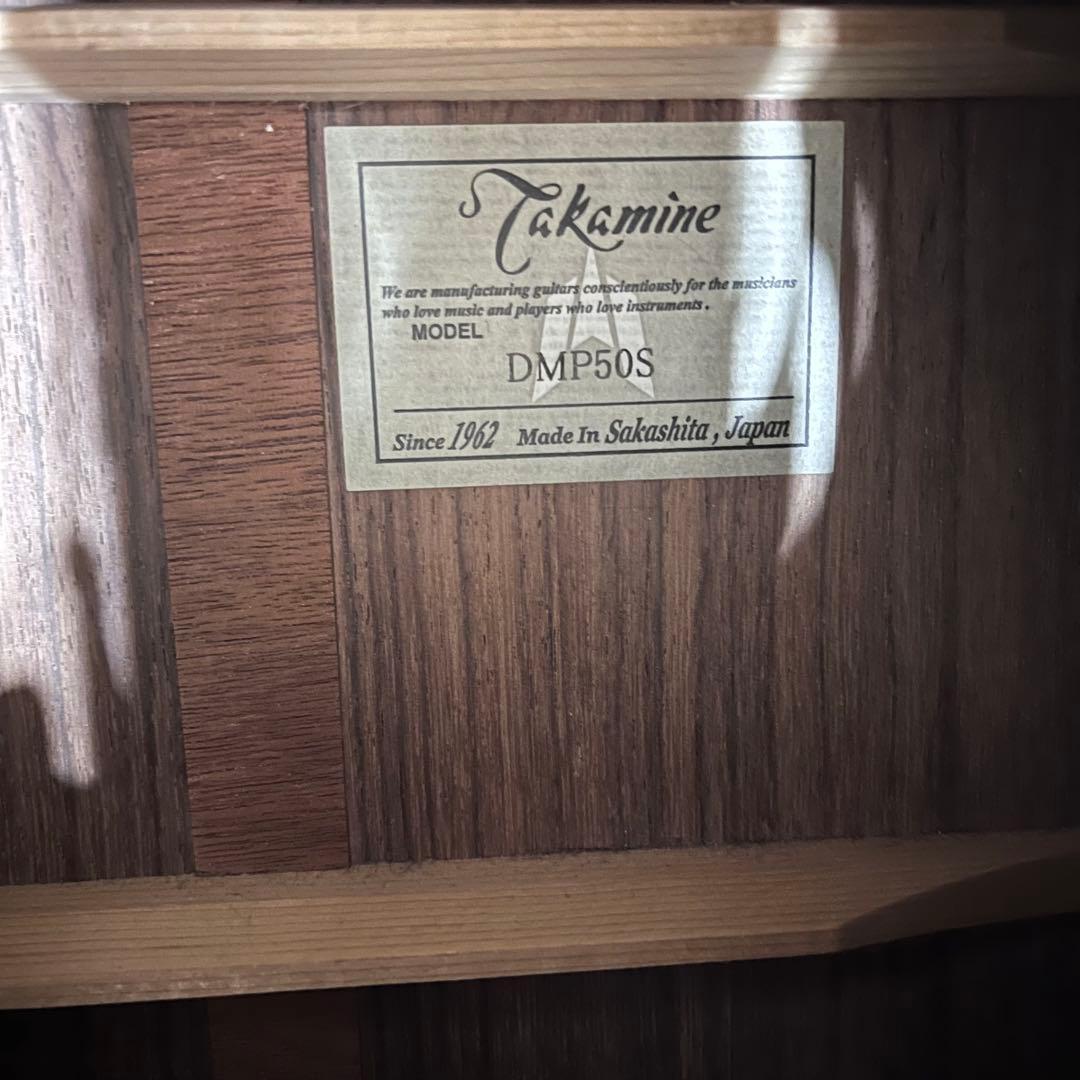 Takamine
We are manufacturing guitars conscientiously for the musicians
who love music and players who love instruments.
MODEL
DMP50S
Since 1962 Made In Sakashita, Japan